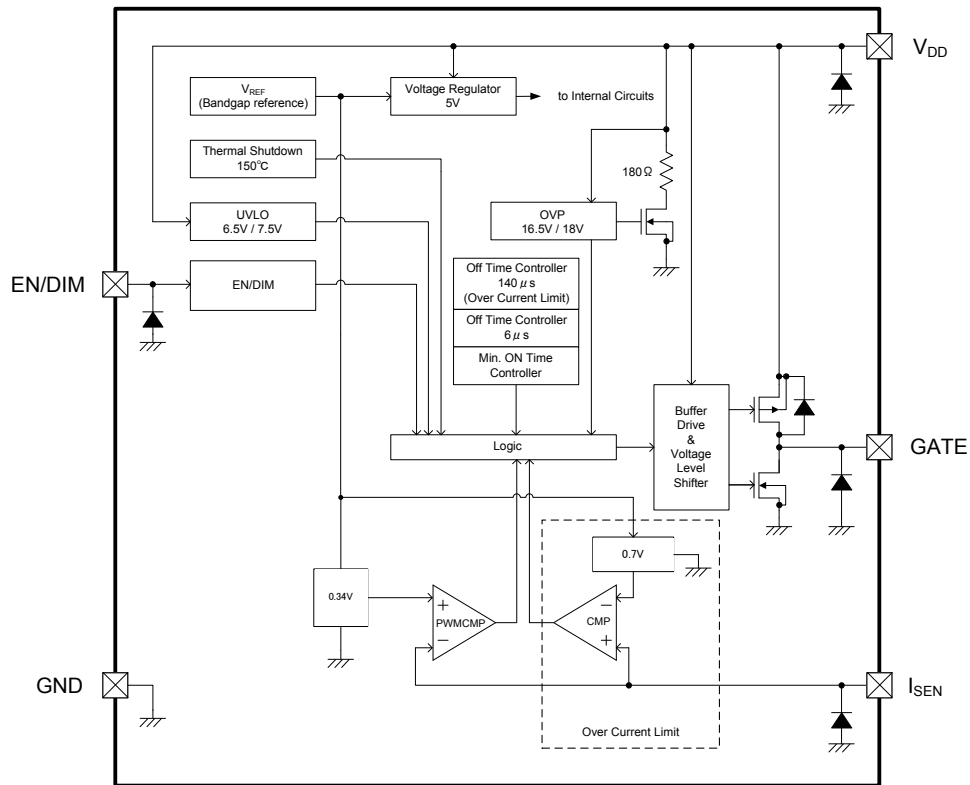 V_DD
V_REF
(Bandgap reference)
Voltage Regulator
5V
to Internal Circuits
Thermal Shutdown
150℃
180Ω
UVLO
6.5V / 7.5V
OVP
16.5V / 18V
EN/DIM
EN/DIM
Off Time Controller
140μs
(Over Current Limit)
Off Time Controller
6μs
Min. ON Time
Controller
Buffer
Drive
&
Voltage
Level
Shifter
Logic
GATE
0.7V
0.34V
+
PWMCMP
−
−
CMP
+
GND
I_SEN
Over Current Limit